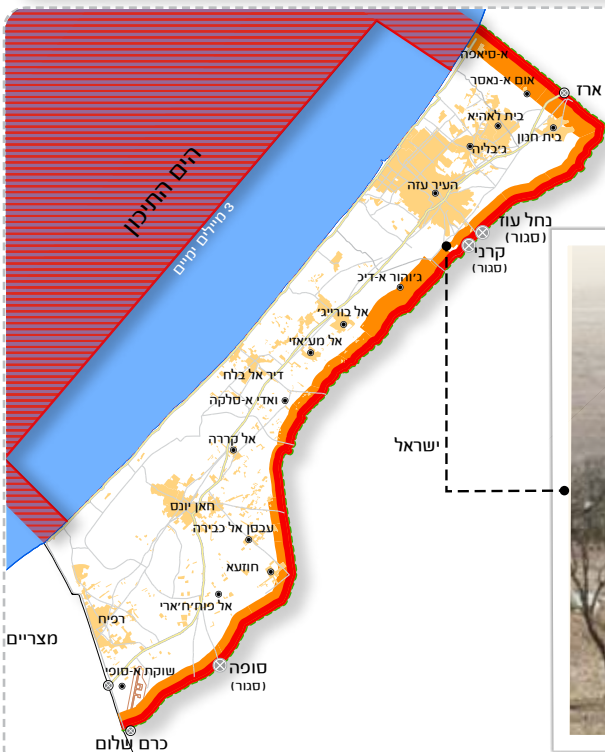 א-סיאפה
אום א-נאסר
ארז
בית לאהיא
בית חנון
ג'בליה
הים התיכון
העיר עזה
3 מיילים ימיים
נחל עוז
(סגור)
קרני
(סגור)
ג'והור א-דיכ
אל בורייג'
אל מע'אזי
דיר אל בלח
ואדי א-סלקה
ישראל
אל קררה
חאן יונס
עבסן אל כבירה
חוזעא
אל פוח'ח'ארי
רפיח
מצריים
סופה
(סגור)
שוקת א-סופי
כרם שלום